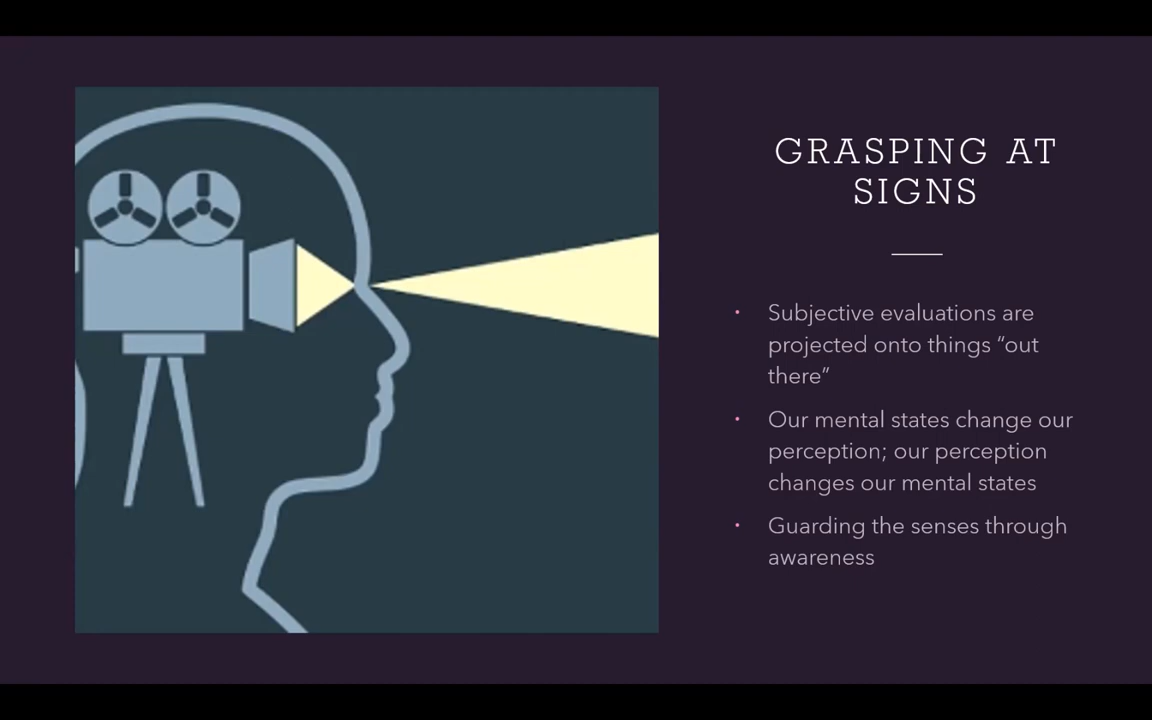 GRASPING AT
SIGNS
• Subjective evaluations are
projected onto things “out
there”
• Our mental states change our
perception; our perception
changes our mental states
• Guarding the senses through
awareness